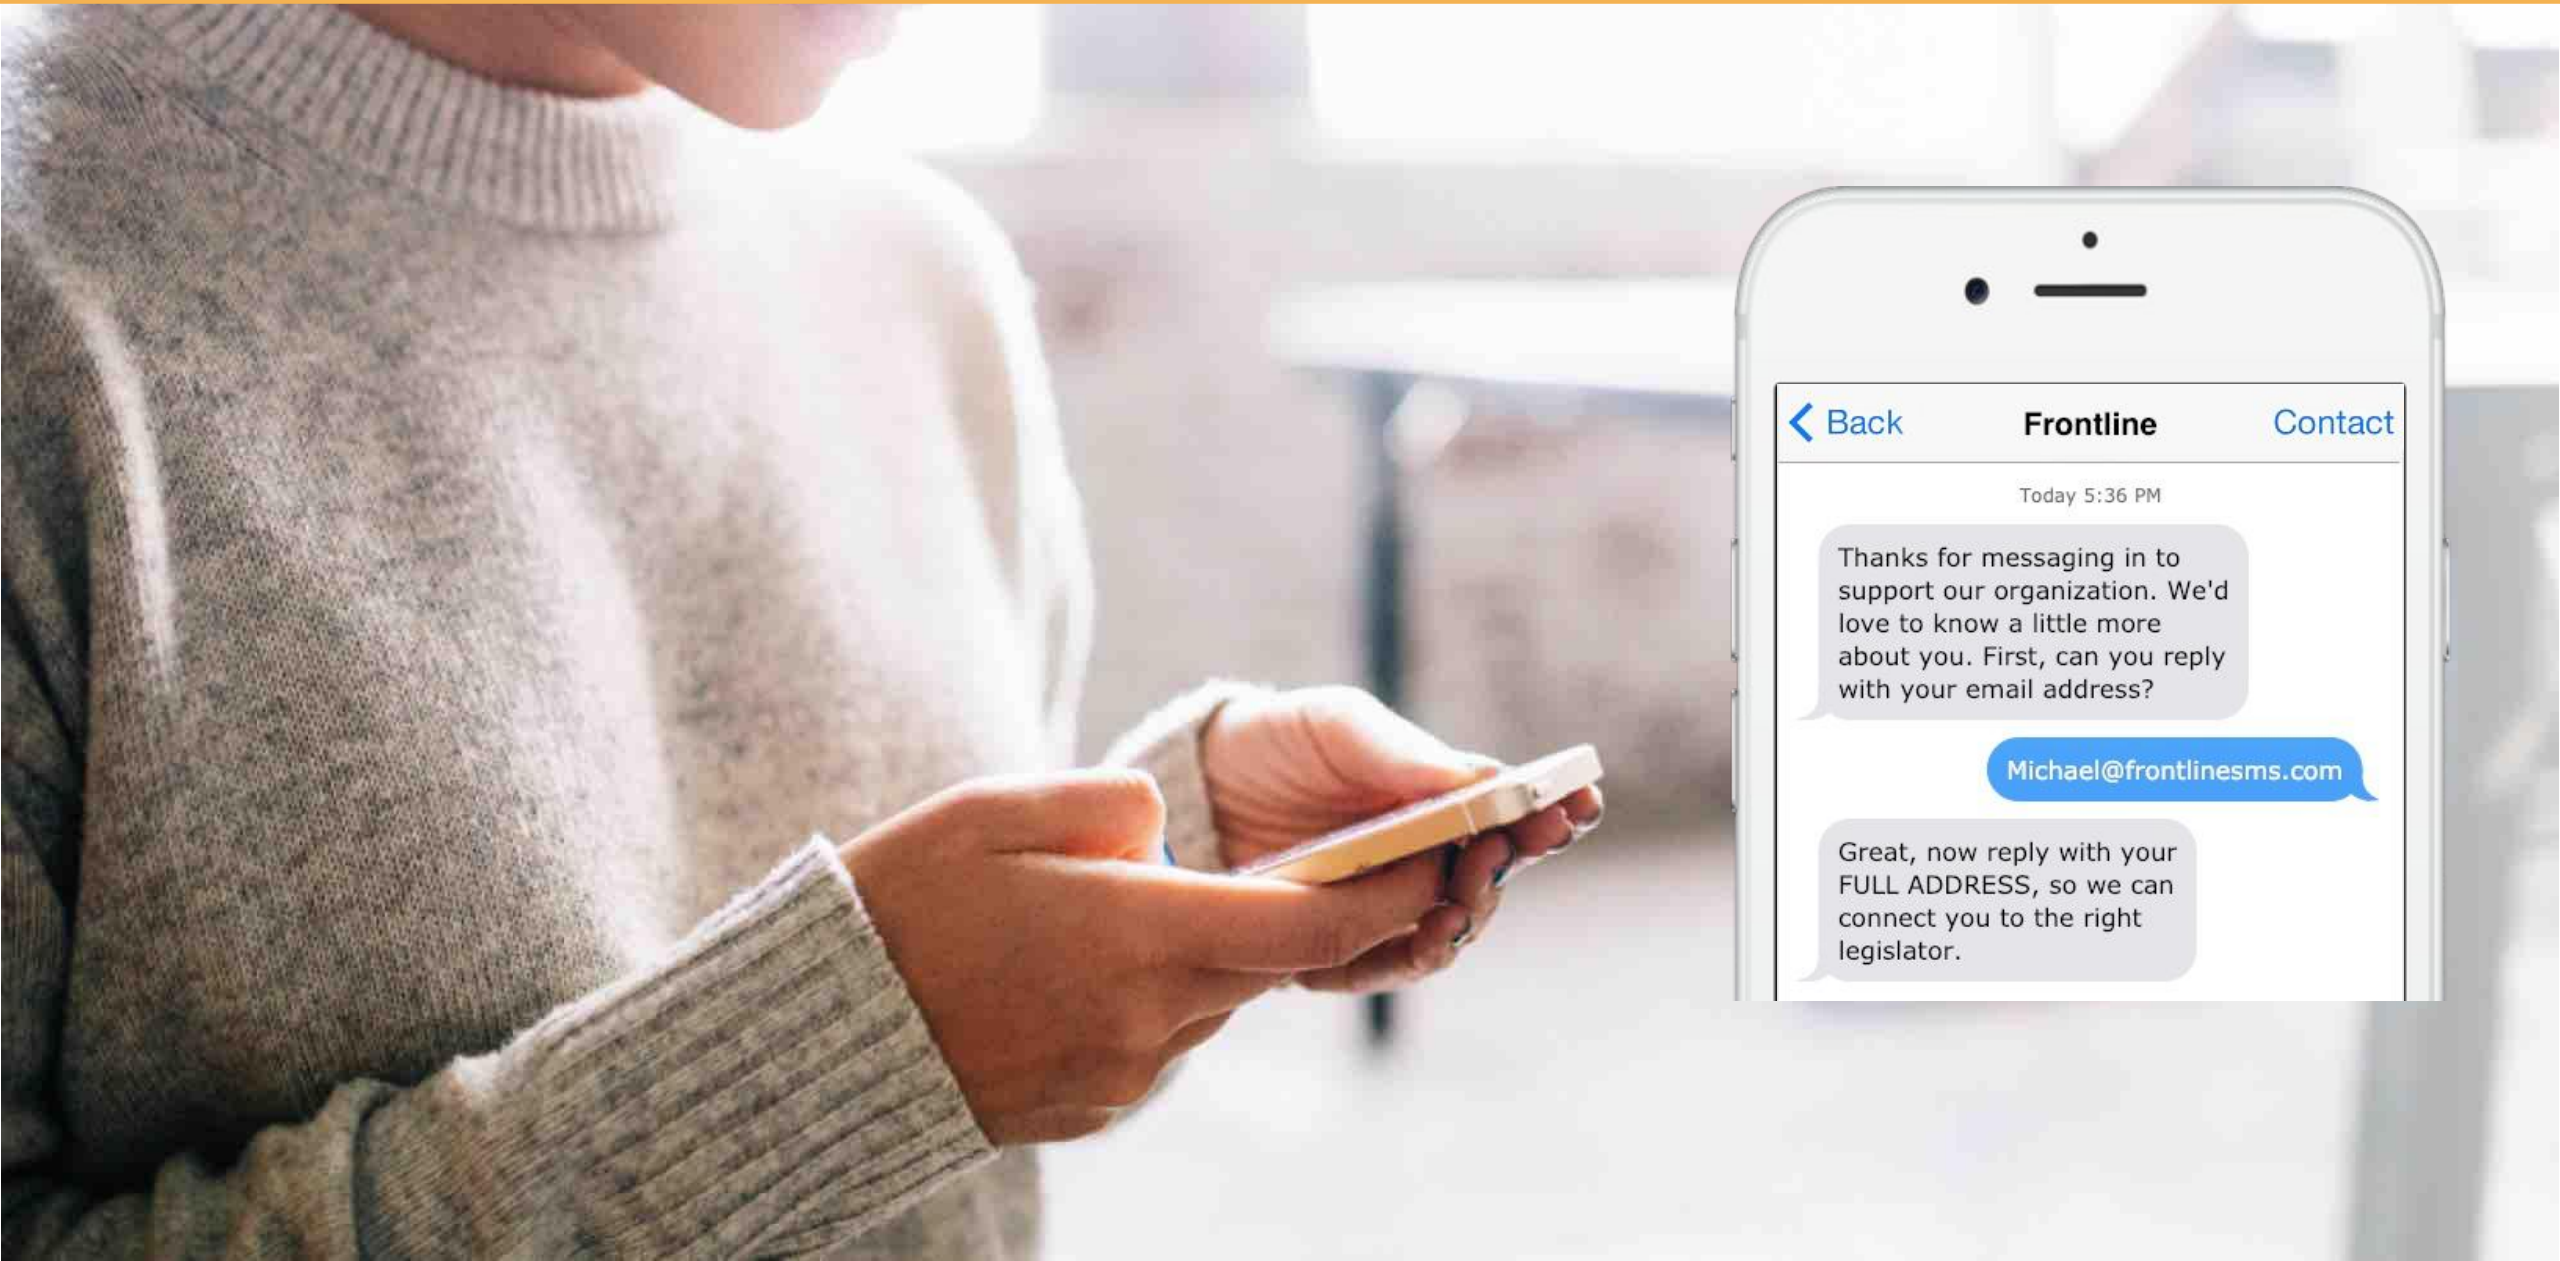 Back Frontline Contact
Today 5:36 PM
Thanks for messaging in to
support our organization. We'd
love to know a little more
about you. First, can you reply
with your email address?
Michael@frontlinesms.com
Great, now reply with your
FULL ADDRESS, so we can
connect you to the right
legislator.